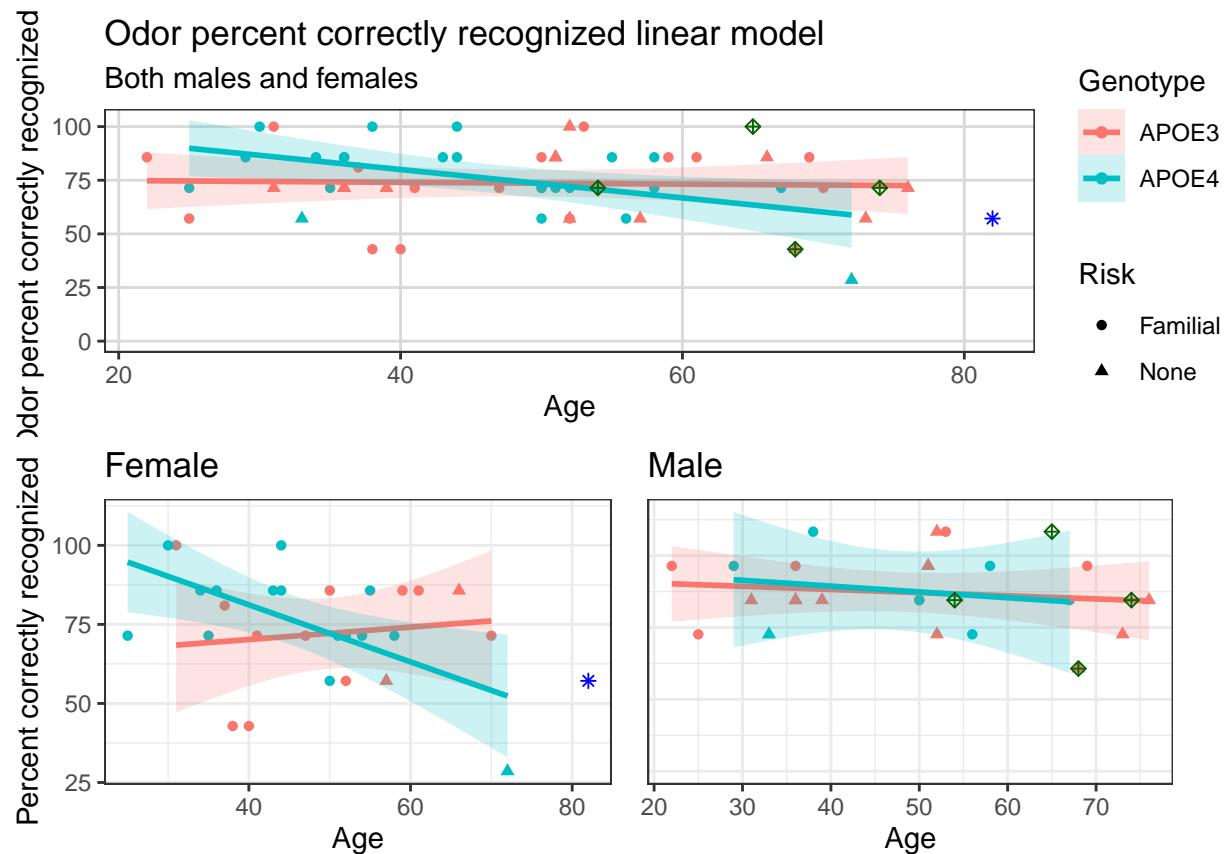 Odor percent correctly recognized linear model
Both males and females
Odor percent correctly recognized
100
75
50
25
0
20 40 60 80
Age
Genotype
APOE3
APOE4
Risk
Familial
None
Female
Percent correctly recognized
100
75
50
25
40 60 80
Age
Male
20 30 40 50 60 70
Age